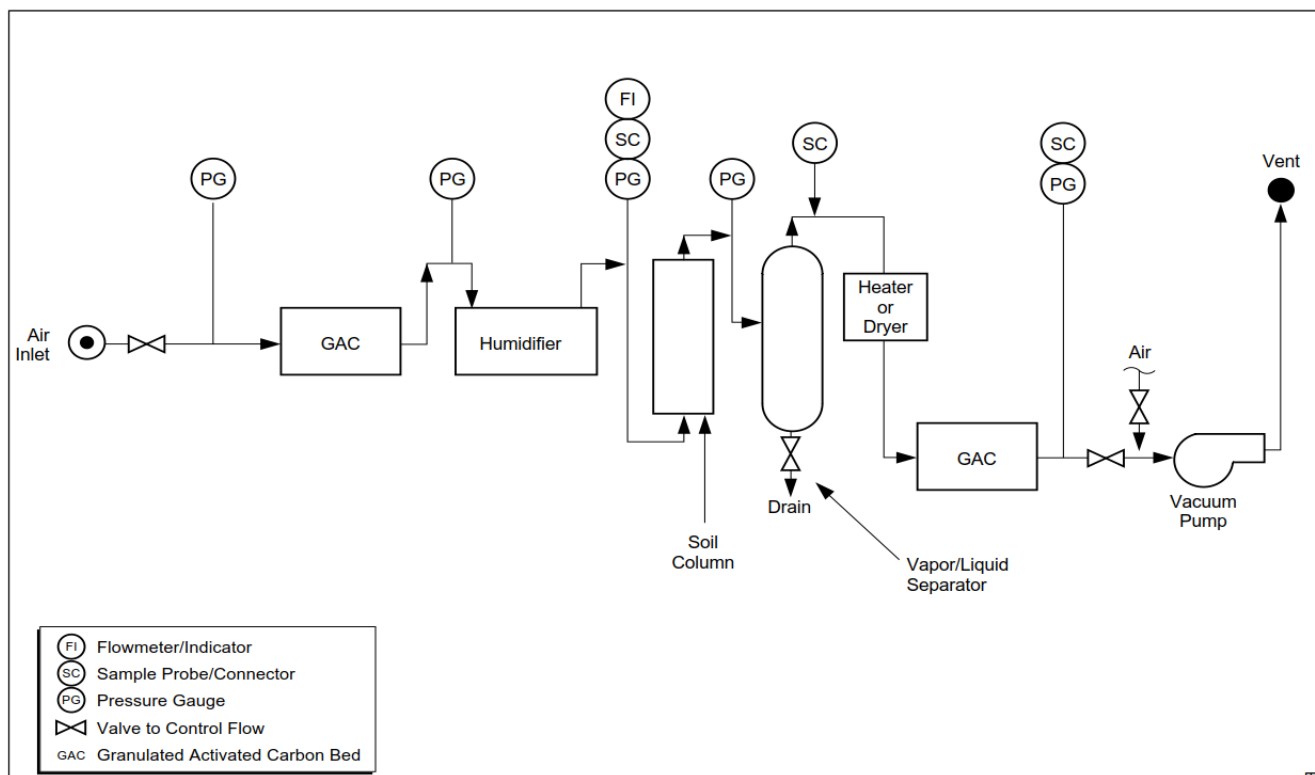 FI
SC
PG
PG
PG
PG
SC
SC
PG
Vent
Air
Inlet
GAC
Humidifier
Heater
or
Dryer
Air
GAC
Vacuum
Pump
Drain
Soil
Column
Vapor/Liquid
Separator
FI Flowmeter/Indicator
SC Sample Probe/Connector
PG Pressure Gauge
Valve to Control Flow
GAC Granulated Activated Carbon Bed